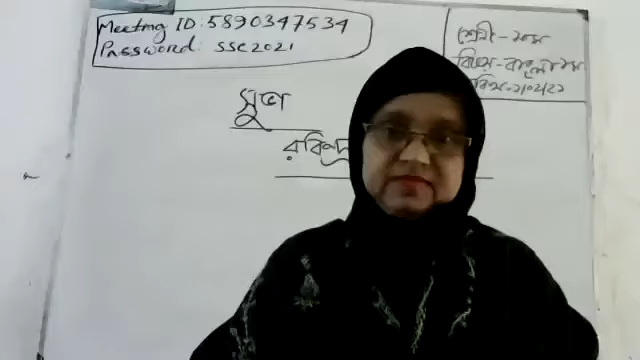 Meeting ID: 5890347534
Password: SSC2021
শ্রেণী-দশম
বিষয়-বাংলা ১ম
সুভা